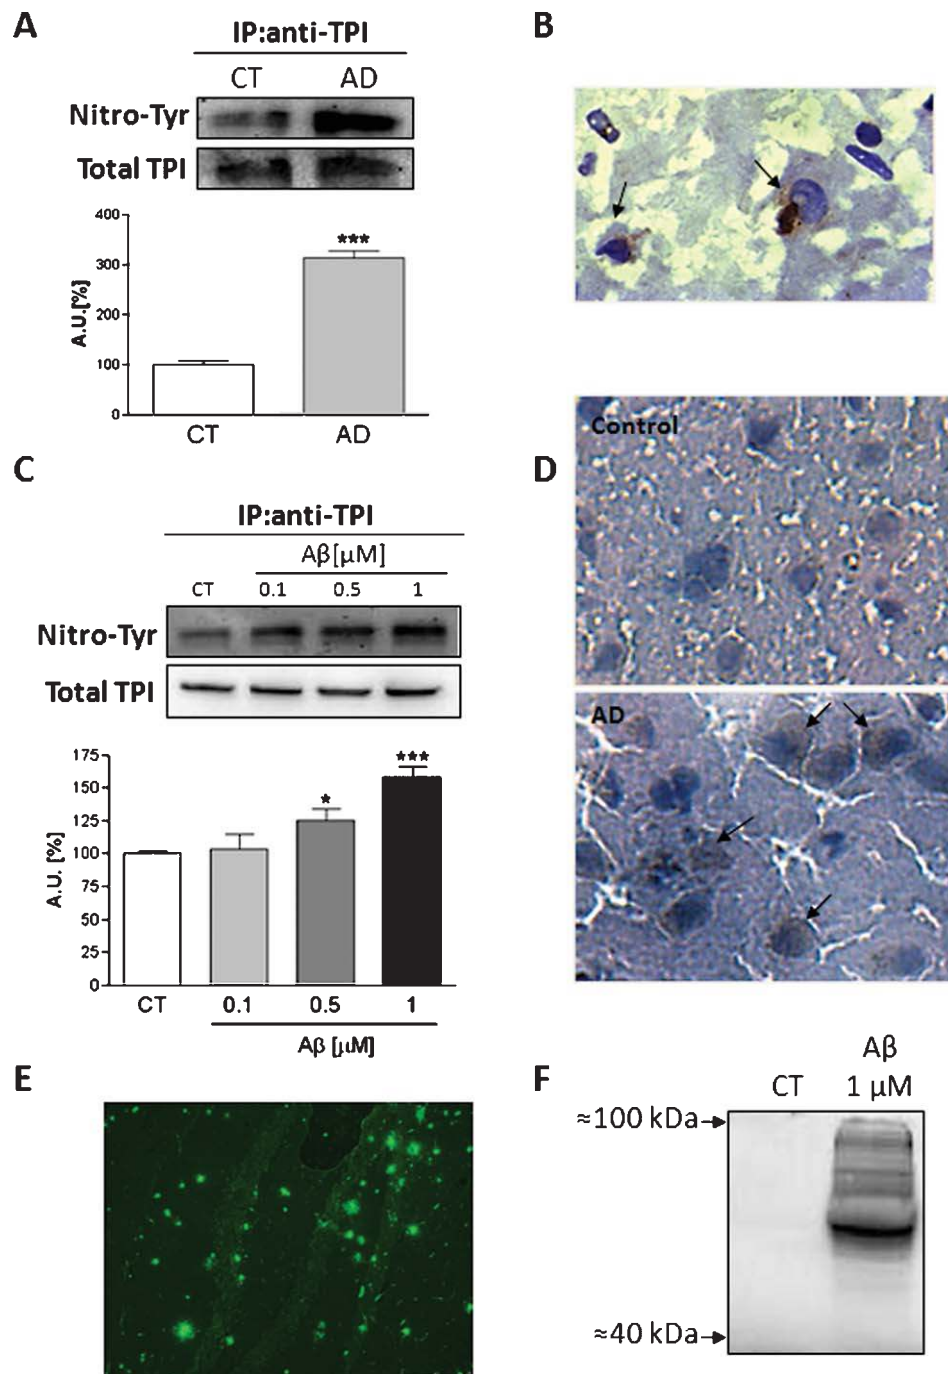 A
IP:anti-TPI
CT AD
Nitro-Tyr
Total TPI
400
300
200
100
0
A.U.[%]
***
CT AD
B
C
IP:anti-TPI
Aβ[μM]
CT 0.1 0.5 1
Nitro-Tyr
Total TPI
175
150
125
100
75
50
25
0
A.U. [%]
*
***
CT 0.1 0.5 1
Aβ [μM]
D
Control
AD
E
F
Aβ
CT 1 μM
≈100 kDa
≈40 kDa